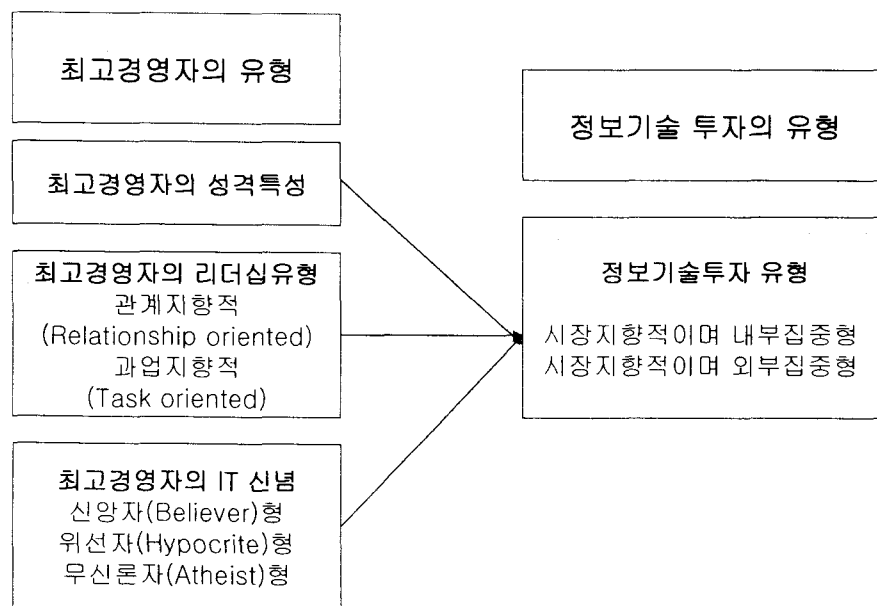 최고경영자의 유형
최고경영자의 성격특성
최고경영자의 리더십유형
관계지향적
(Relationship oriented)
과업지향적
(Task oriented)
최고경영자의 IT 신념
신앙자(Believer)형
위선자(Hypocrite)형
무신론자(Atheist)형
정보기술 투자의 유형
정보기술투자 유형
시장지향적이며 내부집중형
시장지향적이며 외부집중형